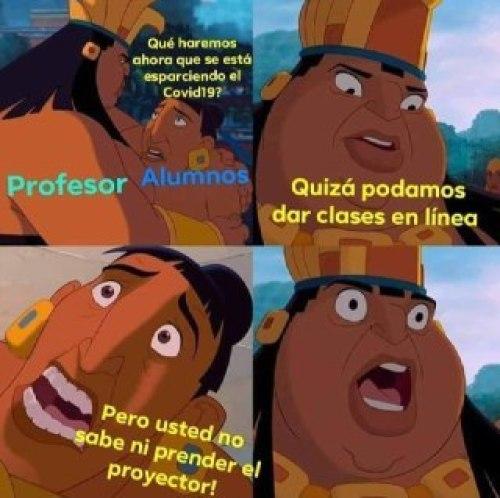 Qué haremos
ahora que se está
esparciendo el
Covid19?
Profesor
Alumnos
Quizá podamos
dar clases en línea
Pero usted no
sabe ni prender el
proyector!